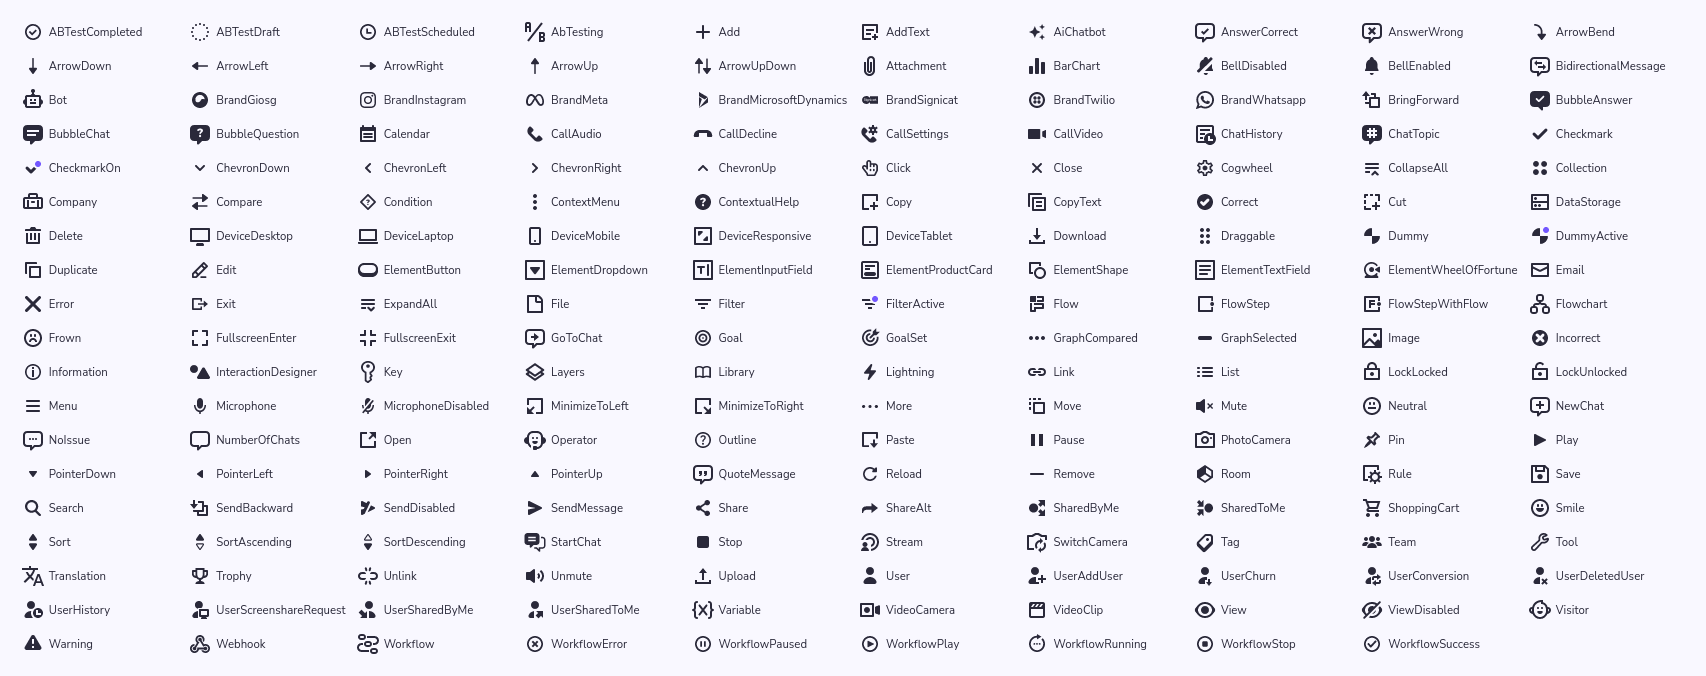 ABTestCompleted ABTestDraft ABTestScheduled AbTesting Add AddText AiChatbot AnswerCorrect AnswerWrong ArrowBend
ArrowDown ArrowLeft ArrowRight ArrowUp ArrowUpDown Attachment BarChart BellDisabled BellEnabled BidirectionalMessage
Bot BrandGiosg BrandInstagram BrandMeta BrandMicrosoftDynamics BrandSignicat BrandTwilio BrandWhatsapp BringForward BubbleAnswer
BubbleChat BubbleQuestion Calendar CallAudio CallDecline CallSettings CallVideo ChatHistory ChatTopic Checkmark
CheckmarkOn ChevronDown ChevronLeft ChevronRight ChevronUp Click Close Cogwheel CollapseAll Collection
Company Compare Condition ContextMenu ContextualHelp Copy CopyText Correct Cut DataStorage
Delete DeviceDesktop DeviceLaptop DeviceMobile DeviceResponsive DeviceTablet Download Draggable Dummy DummyActive
Duplicate Edit ElementButton ElementDropdown ElementInputField ElementProductCard ElementShape ElementTextField ElementWheelOfFortune Email
Error Exit ExpandAll File Filter FilterActive Flow FlowStep FlowStepWithFlow Flowchart
Frown FullscreenEnter FullscreenExit GoToChat Goal GoalSet GraphCompared GraphSelected Image Incorrect
Information InteractionDesigner Key Layers Library Lightning Link List LockLocked LockUnlocked
Menu Microphone MicrophoneDisabled MinimizeToLeft MinimizeToRight More Move Mute Neutral NewChat
NoIssue NumberOfChats Open Operator Outline Paste Pause PhotoCamera Pin Play
PointerDown PointerLeft PointerRight PointerUp QuoteMessage Reload Remove Room Rule Save
Search SendBackward SendDisabled SendMessage Share ShareAlt SharedByMe SharedToMe ShoppingCart Smile
Sort SortAscending SortDescending StartChat Stop Stream SwitchCamera Tag Team Tool
Translation Trophy Unlink Unmute Upload User UserAddUser UserChurn UserConversion UserDeletedUser
UserHistory UserScreenshareRequest UserSharedByMe UserSharedToMe Variable VideoCamera VideoClip View ViewDisabled Visitor
Warning Webhook Workflow WorkflowError WorkflowPaused WorkflowPlay WorkflowRunning WorkflowStop WorkflowSuccess